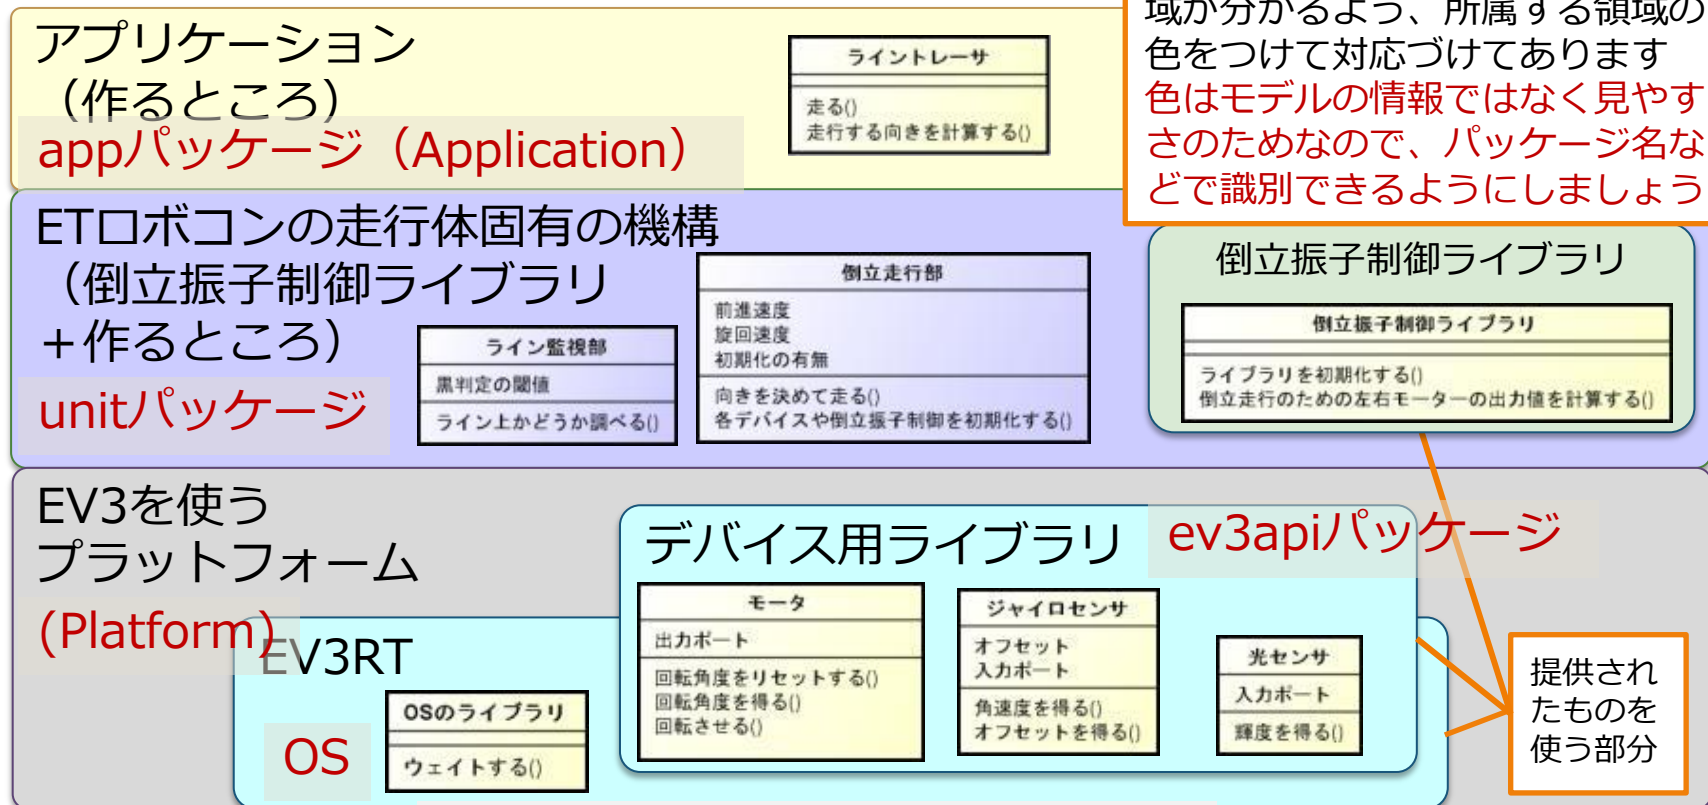 アプリケーション
（作るところ）
appパッケージ（Application）
ライントレーサ
走る()
走行する向きを計算する()
域が分かるよう、所属する領域の
色をつけて対応づけてあります
色はモデルの情報ではなく見やす
さのためなので、パッケージ名な
どで識別できるようにしましょう
ETロボコンの走行体固有の機構
（倒立振子制御ライブラリ
＋作るところ）
unitパッケージ
ライン監視部
黒判定の閾値
ライン上かどうか調べる()
倒立走行部
前進速度
旋回速度
初期化の有無
向きを決めて走る()
各デバイスや倒立振子制御を初期化する()
倒立振子制御ライブラリ
倒立振子制御ライブラリ
ライブラリを初期化する()
倒立走行のための左右モーターの出力値を計算する()
EV3を使う
プラットフォーム
(Platform)
EV3RT
OS
OSのライブラリ
ウェイトする()
デバイス用ライブラリ
ev3apiパッケージ
モータ
出力ポート
回転角度をリセットする()
回転角度を得る()
回転させる()
ジャイロセンサ
オフセット
入力ポート
角速度を得る()
オフセットを得る()
光センサ
入力ポート
輝度を得る()
提供され
たものを
使う部分